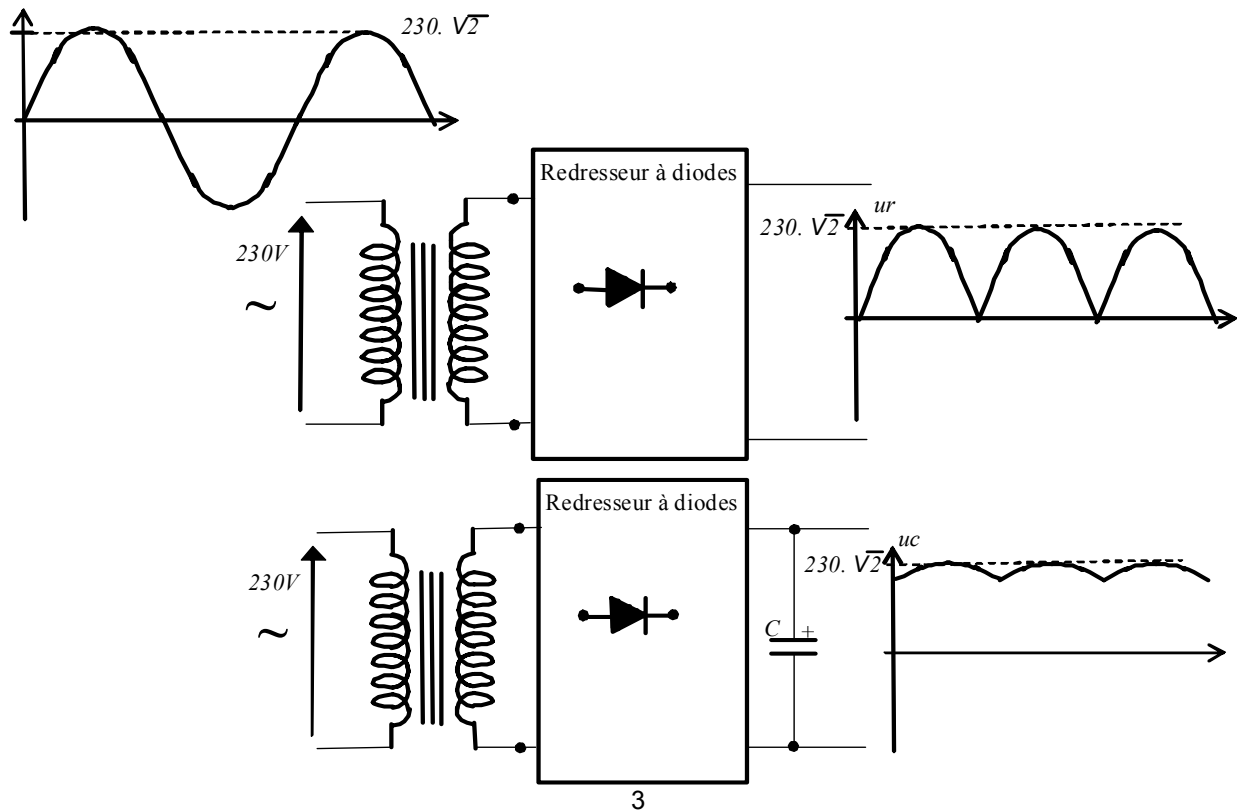 230. √2
Redresseur à diodes
230V
~
ur
230. √2
Redresseur à diodes
230V
~
C +
uc
230. √2
3